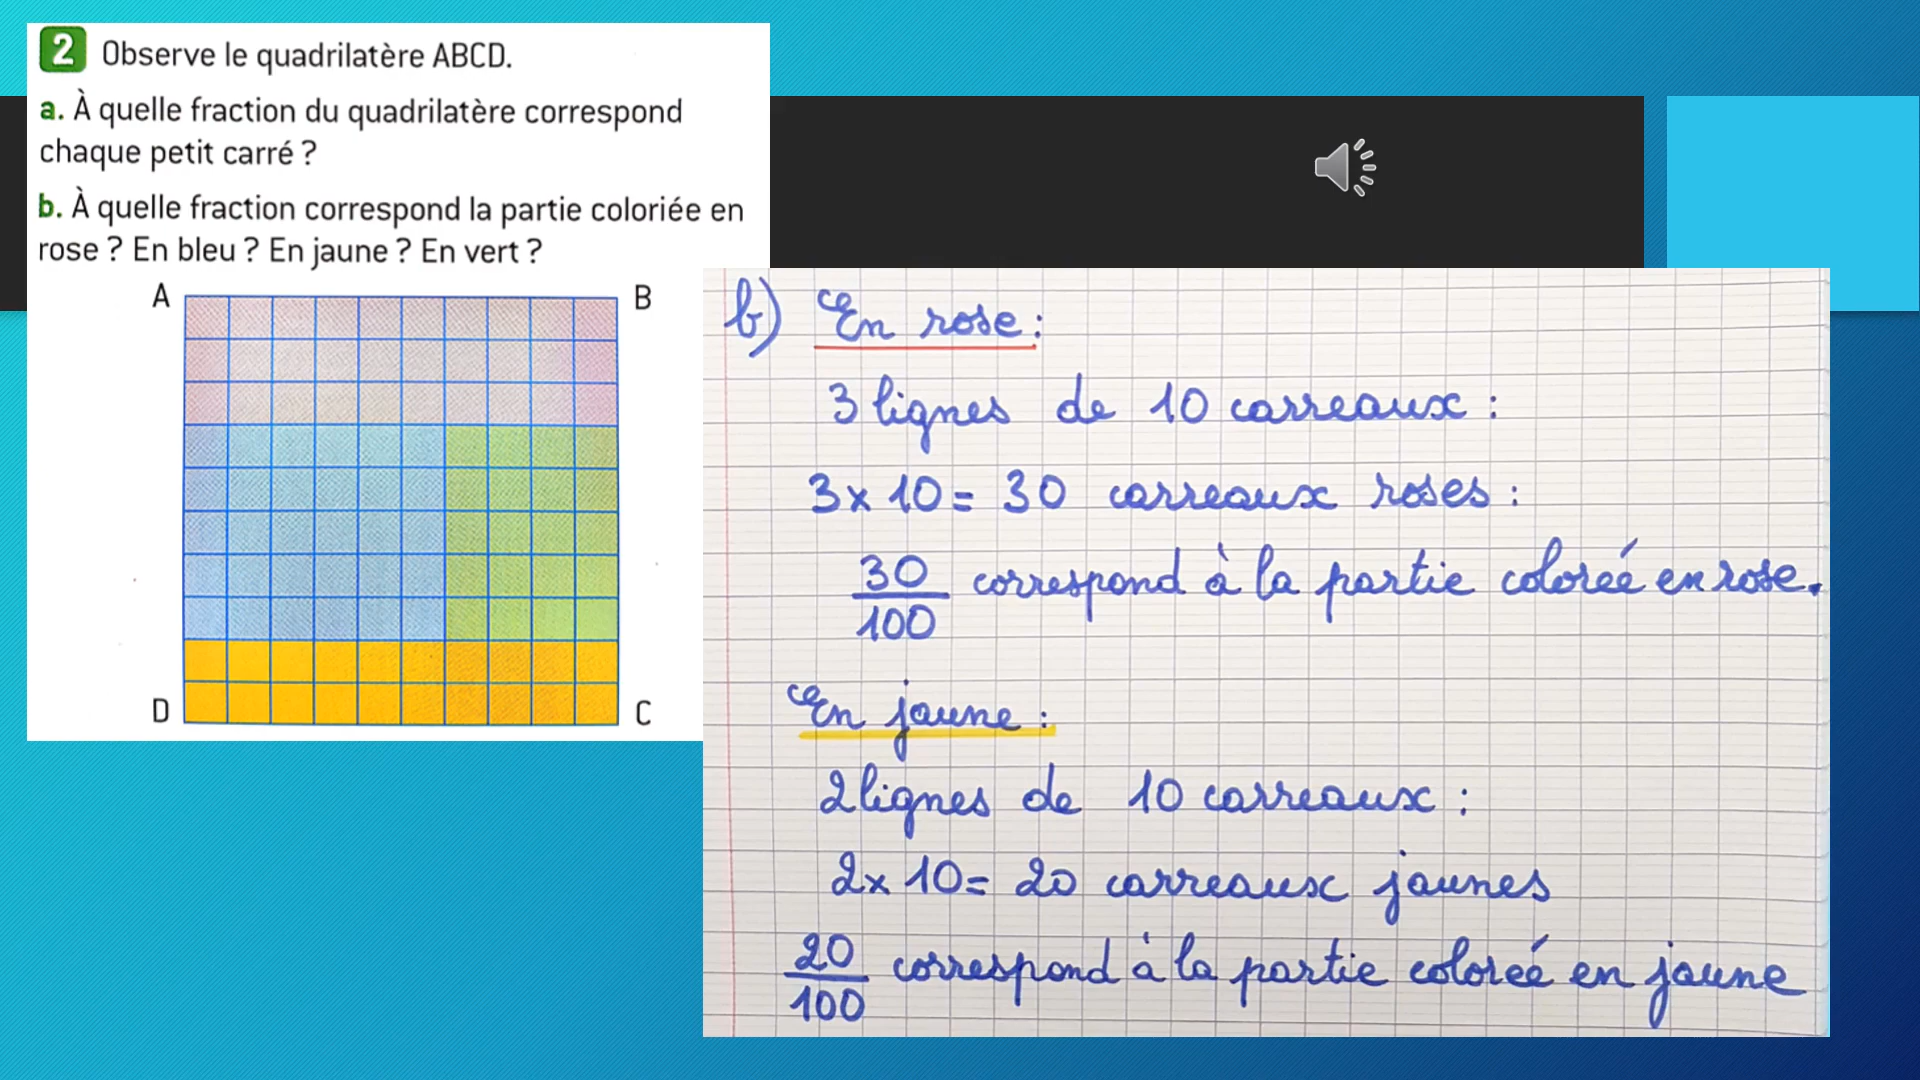 2 Observe le quadrilatère ABCD.
a. À quelle fraction du quadrilatère correspond
chaque petit carré ?
b. À quelle fraction correspond la partie coloriée en
rose ? En bleu ? En jaune ? En vert ?
A
B
D
C
b) En rose :
3 lignes de 10 carreaux :
3 x 10 = 30 carreaux roses :
30
100
correspond à la partie coloreé en rose.
En jaune :
2 lignes de 10 carreaux :
2 x 10 = 20 carreaux jaunes
20
100
correspond à la partie coloreé en jaune